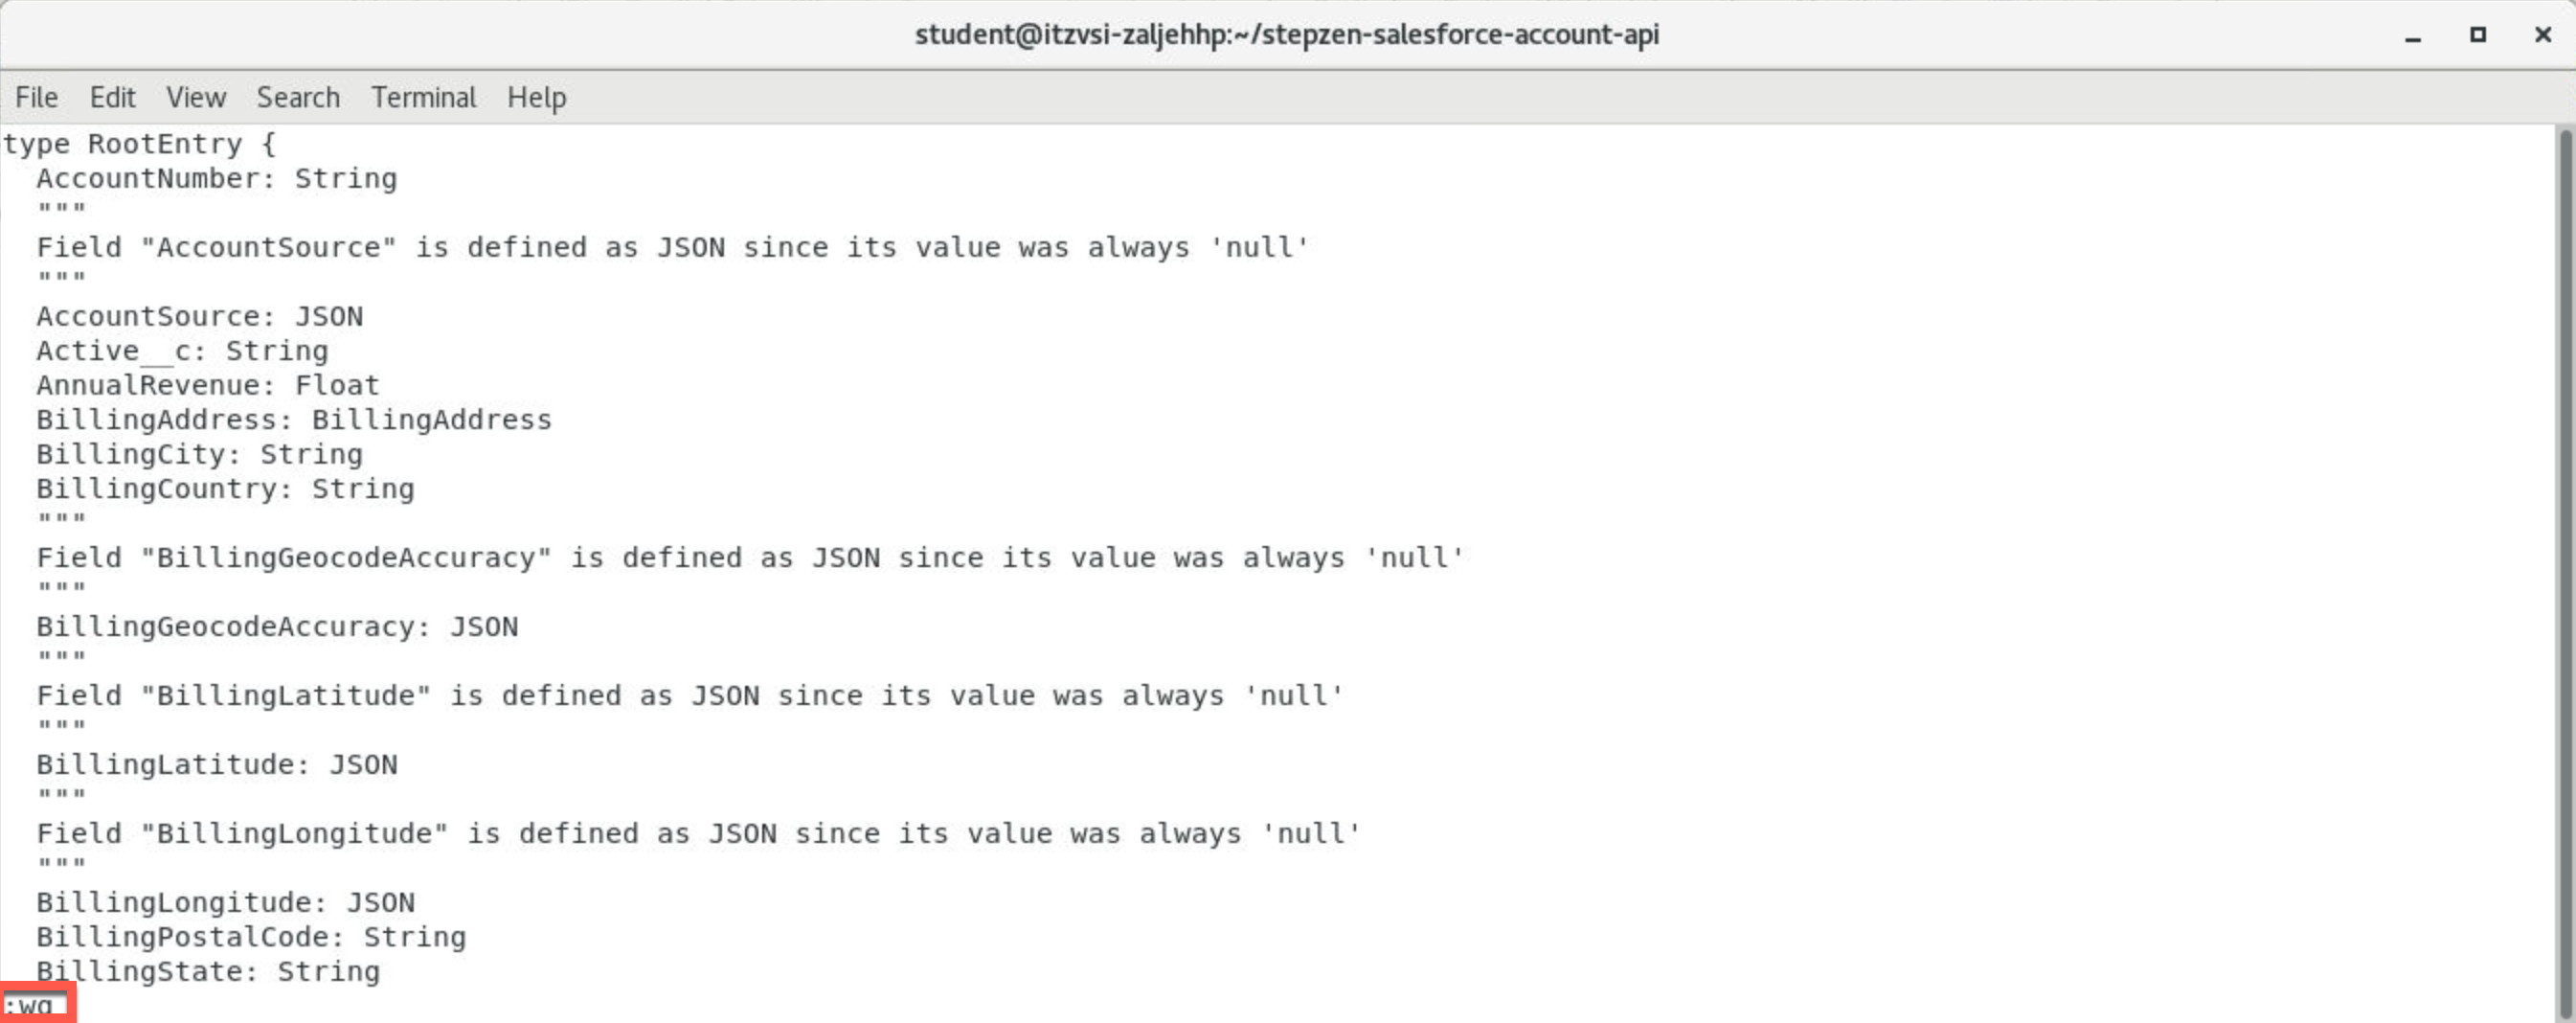 student@itzvsi-zaljehhp:~/stepzen-salesforce-account-api
File Edit View Search Terminal Help
type RootEntry {
  AccountNumber: String
  """
  Field "AccountSource" is defined as JSON since its value was always 'null'
  """
  AccountSource: JSON
  Active__c: String
  AnnualRevenue: Float
  BillingAddress: BillingAddress
  BillingCity: String
  BillingCountry: String
  """
  Field "BillingGeocodeAccuracy" is defined as JSON since its value was always 'null'
  """
  BillingGeocodeAccuracy: JSON
  """
  Field "BillingLatitude" is defined as JSON since its value was always 'null'
  """
  BillingLatitude: JSON
  """
  Field "BillingLongitude" is defined as JSON since its value was always 'null'
  """
  BillingLongitude: JSON
  BillingPostalCode: String
  BillingState: String
:wq